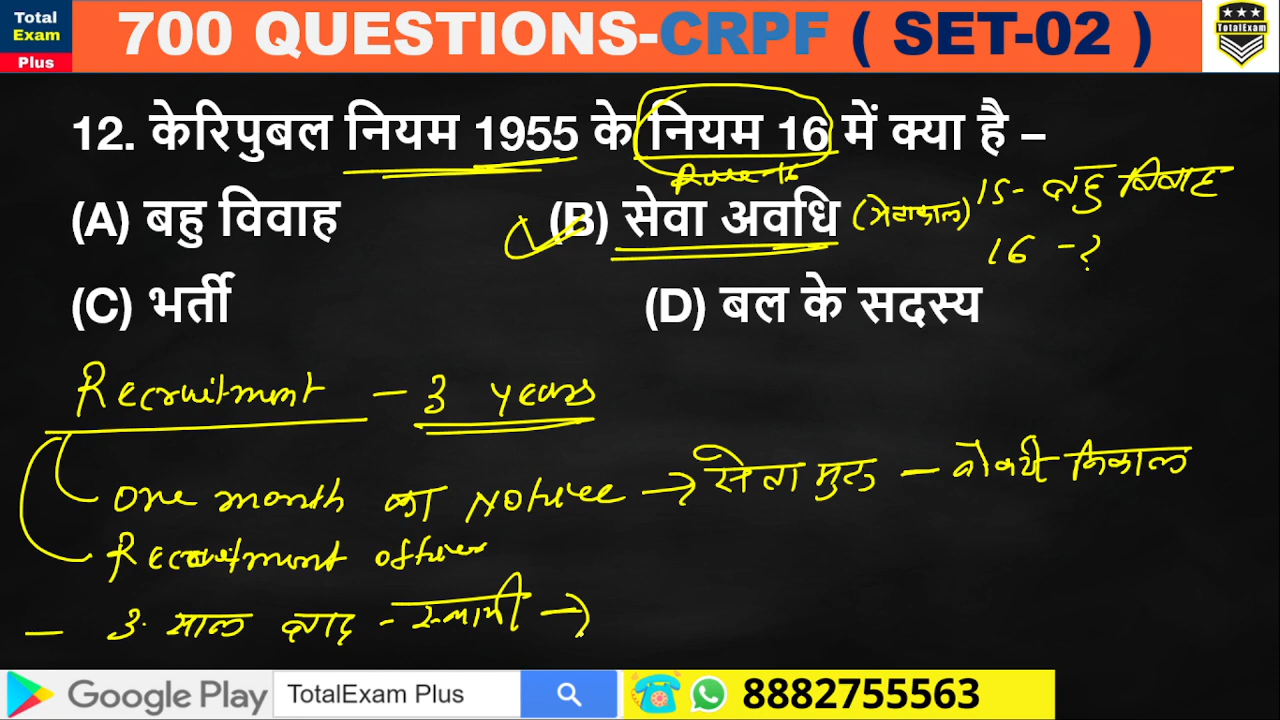 Total
Exam
Plus
700 QUESTIONS-CRPF ( SET-02 )
TotalExam
12. केरिपुबल नियम 1955 के नियम 16 में क्या है –
Rule-16
(A) बहु विवाह
(B) सेवा अवधि (सेवाकाल)
15- बहु विवाह
16 -?
(C) भर्ती
(D) बल के सदस्य
Recruitment - 3 years
one month का Notice → सेवा मुक्त - नौकरी निकाल
Recruitment officer
- 3. साल बाद - स्थायी →
Google Play
TotalExam Plus
8882755563